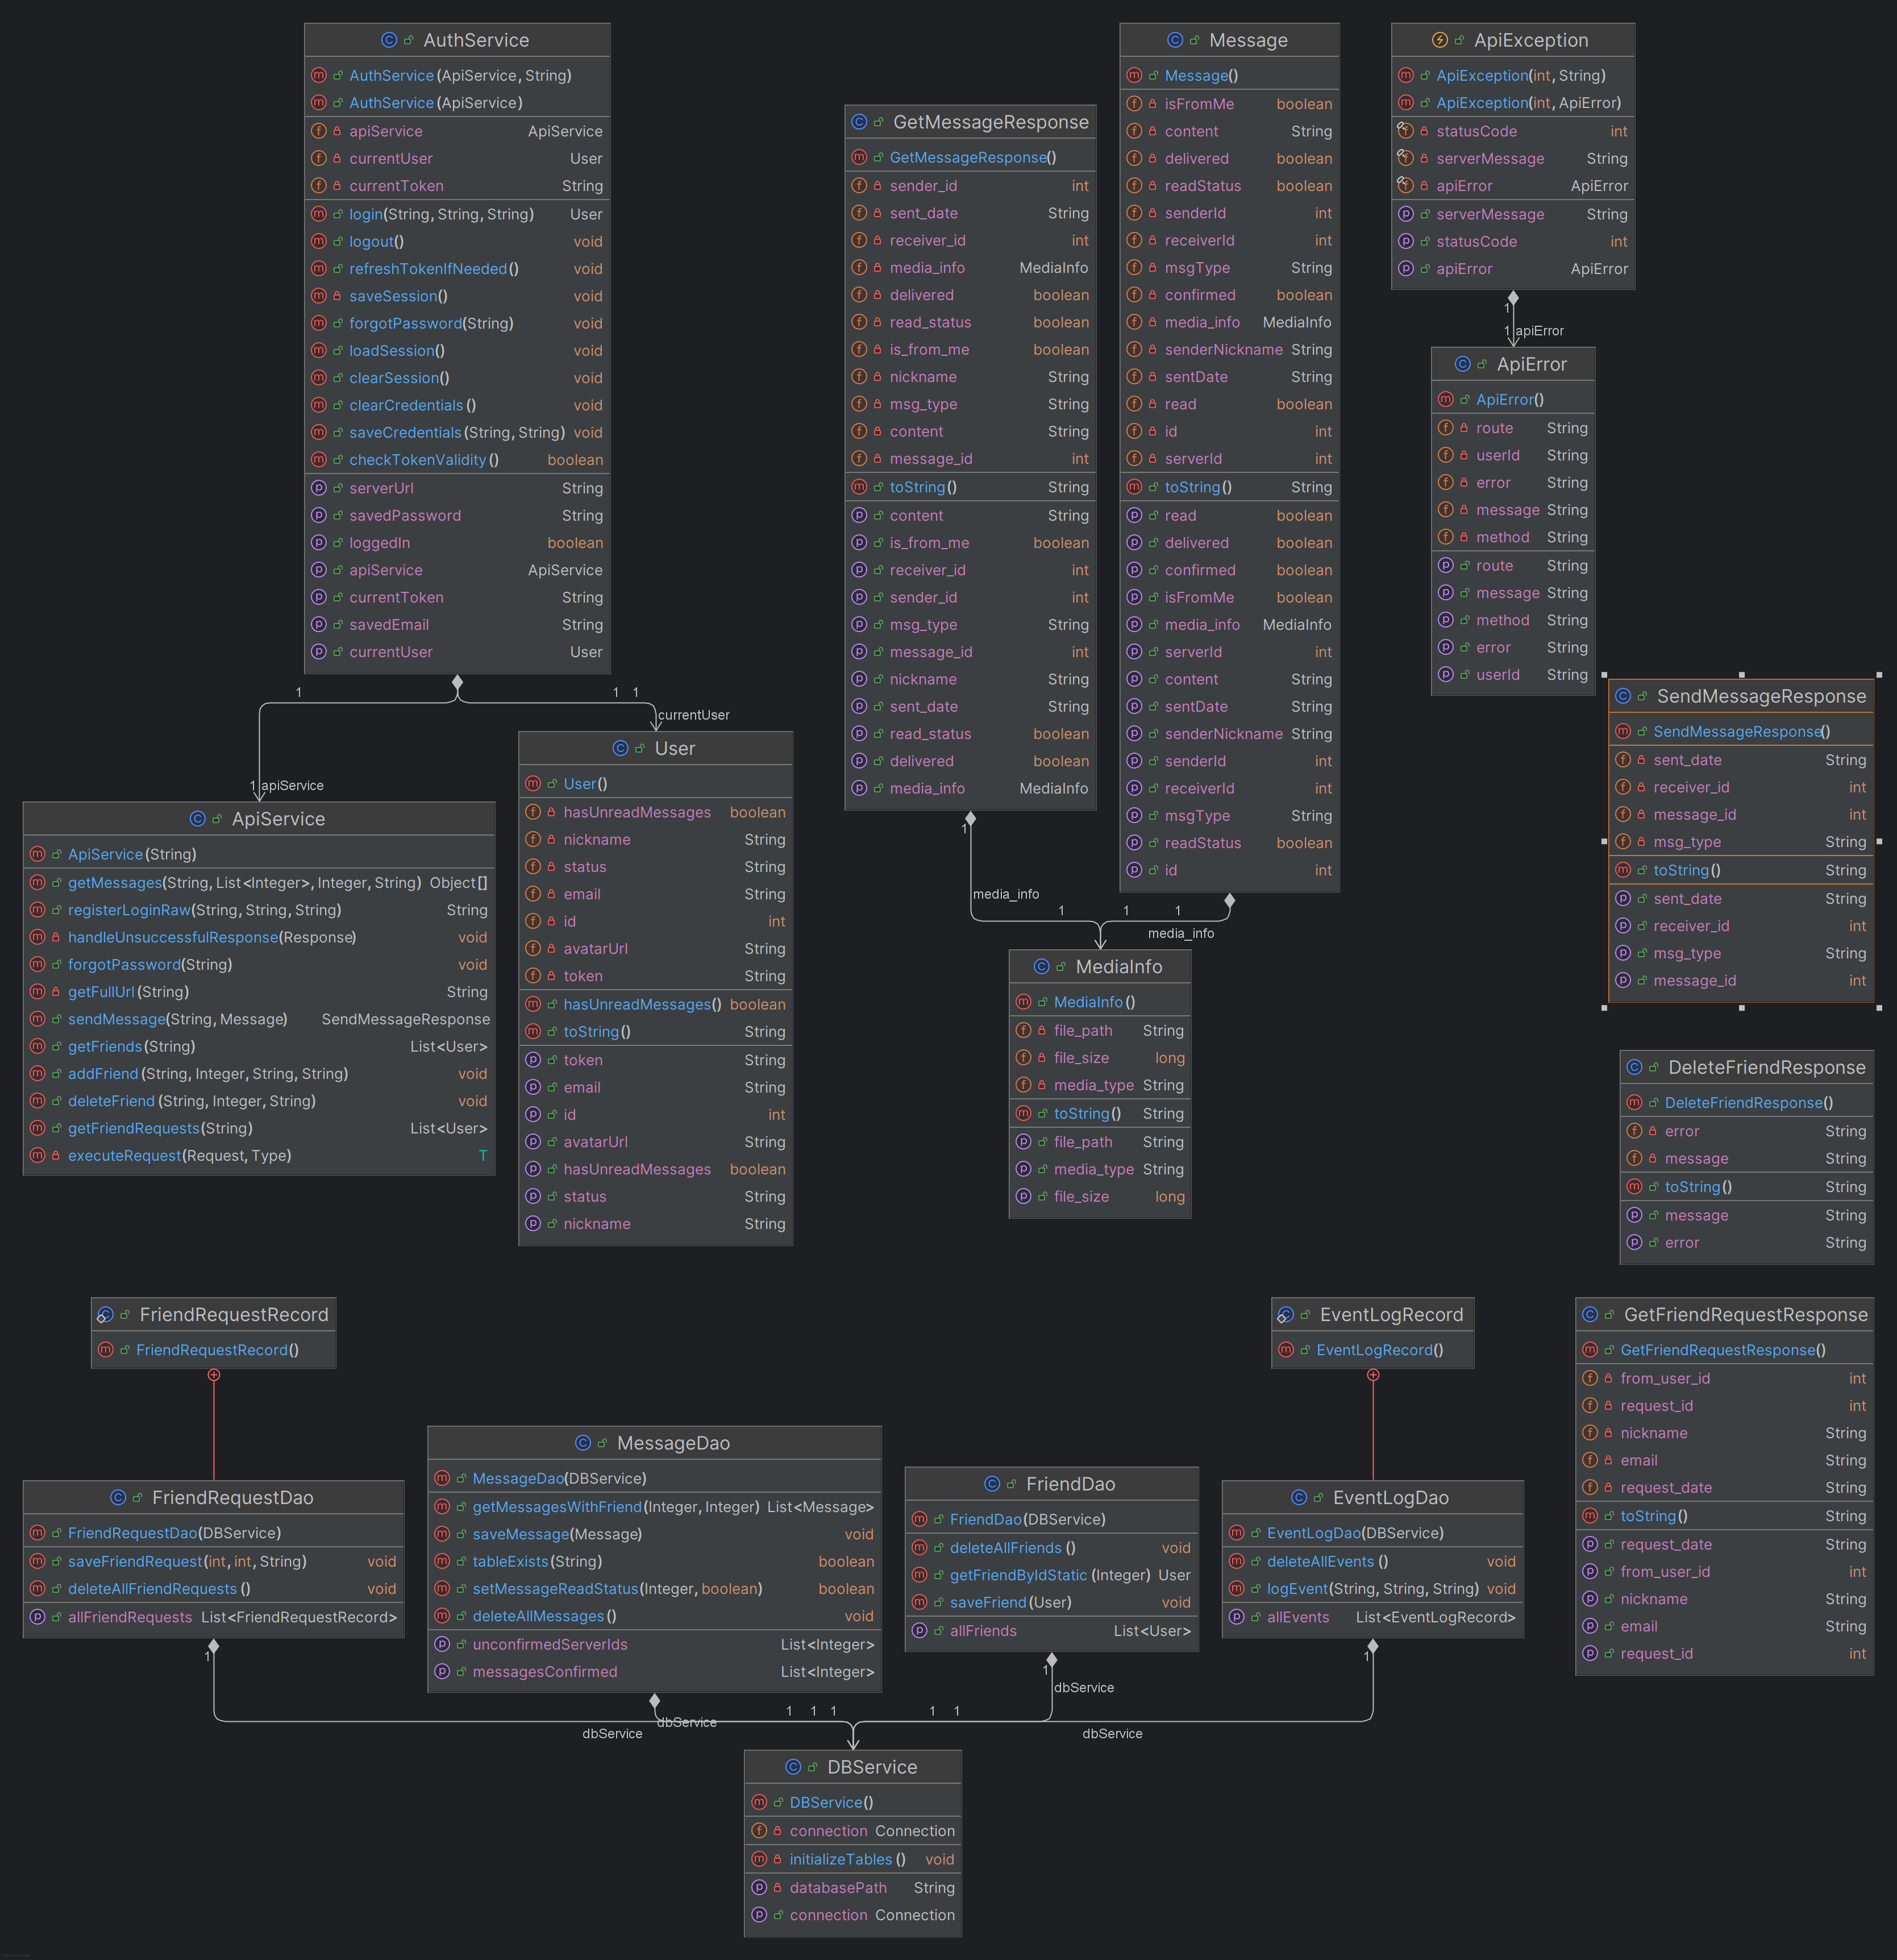 AuthService
AuthService(ApiService, String)
AuthService(ApiService)
apiService ApiService
currentUser User
currentToken String
login(String, String, String) User
logout() void
refreshTokenIfNeeded() void
saveSession() void
forgotPassword(String) void
loadSession() void
clearSession() void
clearCredentials() void
saveCredentials(String, String) void
checkTokenValidity() boolean
serverUrl String
savedPassword String
loggedIn boolean
apiService ApiService
currentToken String
savedEmail String
currentUser User
1
1 1
currentUser
1 apiService
ApiService
ApiService(String)
getMessages(String, List<Integer>, Integer, String) Object[]
registerLoginRaw(String, String, String) String
handleUnsuccessfulResponse(Response) void
forgotPassword(String) void
getFullUrl(String) String
sendMessage(String, Message) SendMessageResponse
getFriends(String) List<User>
addFriend(String, Integer, String, String) void
deleteFriend(String, Integer, String) void
getFriendRequests(String) List<User>
executeRequest(Request, Type) T
User
User()
hasUnreadMessages boolean
nickname String
status String
email String
id int
avatarUrl String
token String
hasUnreadMessages() boolean
toString() String
token String
email String
id int
avatarUrl String
hasUnreadMessages boolean
status String
nickname String
GetMessageResponse
GetMessageResponse()
sender_id int
sent_date String
receiver_id int
media_info MediaInfo
delivered boolean
read_status boolean
is_from_me boolean
nickname String
msg_type String
content String
message_id int
toString() String
content String
is_from_me boolean
receiver_id int
sender_id int
msg_type String
message_id int
nickname String
sent_date String
read_status boolean
delivered boolean
media_info MediaInfo
Message
Message()
isFromMe boolean
content String
delivered boolean
readStatus boolean
senderId int
receiverId int
msgType String
confirmed boolean
media_info MediaInfo
senderNickname String
sentDate String
read boolean
id int
serverId int
toString() String
read boolean
delivered boolean
confirmed boolean
isFromMe boolean
media_info MediaInfo
serverId int
content String
sentDate String
senderNickname String
senderId int
receiverId int
msgType String
readStatus boolean
id int
1
media_info
1 1 1
media_info
MediaInfo
MediaInfo()
file_path String
file_size long
media_type String
toString() String
file_path String
media_type String
file_size long
ApiException
ApiException(int, String)
ApiException(int, ApiError)
statusCode int
serverMessage String
apiError ApiError
serverMessage String
statusCode int
apiError ApiError
1
1 apiError
ApiError
ApiError()
route String
userId String
error String
message String
method String
route String
message String
method String
error String
userId String
SendMessageResponse
SendMessageResponse()
sent_date String
receiver_id int
message_id int
msg_type String
toString() String
sent_date String
receiver_id int
msg_type String
message_id int
DeleteFriendResponse
DeleteFriendResponse()
error String
message String
toString() String
message String
error String
FriendRequestRecord
FriendRequestRecord()
FriendRequestDao
FriendRequestDao(DBService)
saveFriendRequest(int, int, String) void
deleteAllFriendRequests() void
allFriendRequests List<FriendRequestRecord>
1
MessageDao
MessageDao(DBService)
getMessagesWithFriend(Integer, Integer) List<Message>
saveMessage(Message) void
tableExists(String) boolean
setMessageReadStatus(Integer, boolean) boolean
deleteAllMessages() void
unconfirmedServerIds List<Integer>
messagesConfirmed List<Integer>
FriendDao
FriendDao(DBService)
deleteAllFriends() void
getFriendByIdStatic(Integer) User
saveFriend(User) void
allFriends List<User>
1
dbService
EventLogRecord
EventLogRecord()
EventLogDao
EventLogDao(DBService)
deleteAllEvents() void
logEvent(String, String, String) void
allEvents List<EventLogRecord>
1
GetFriendRequestResponse
GetFriendRequestResponse()
from_user_id int
request_id int
nickname String
email String
request_date String
toString() String
request_date String
from_user_id int
nickname String
email String
request_id int
1 1 1 1 1
dbService
dbService
dbService
DBService
DBService()
connection Connection
initializeTables() void
databasePath String
connection Connection